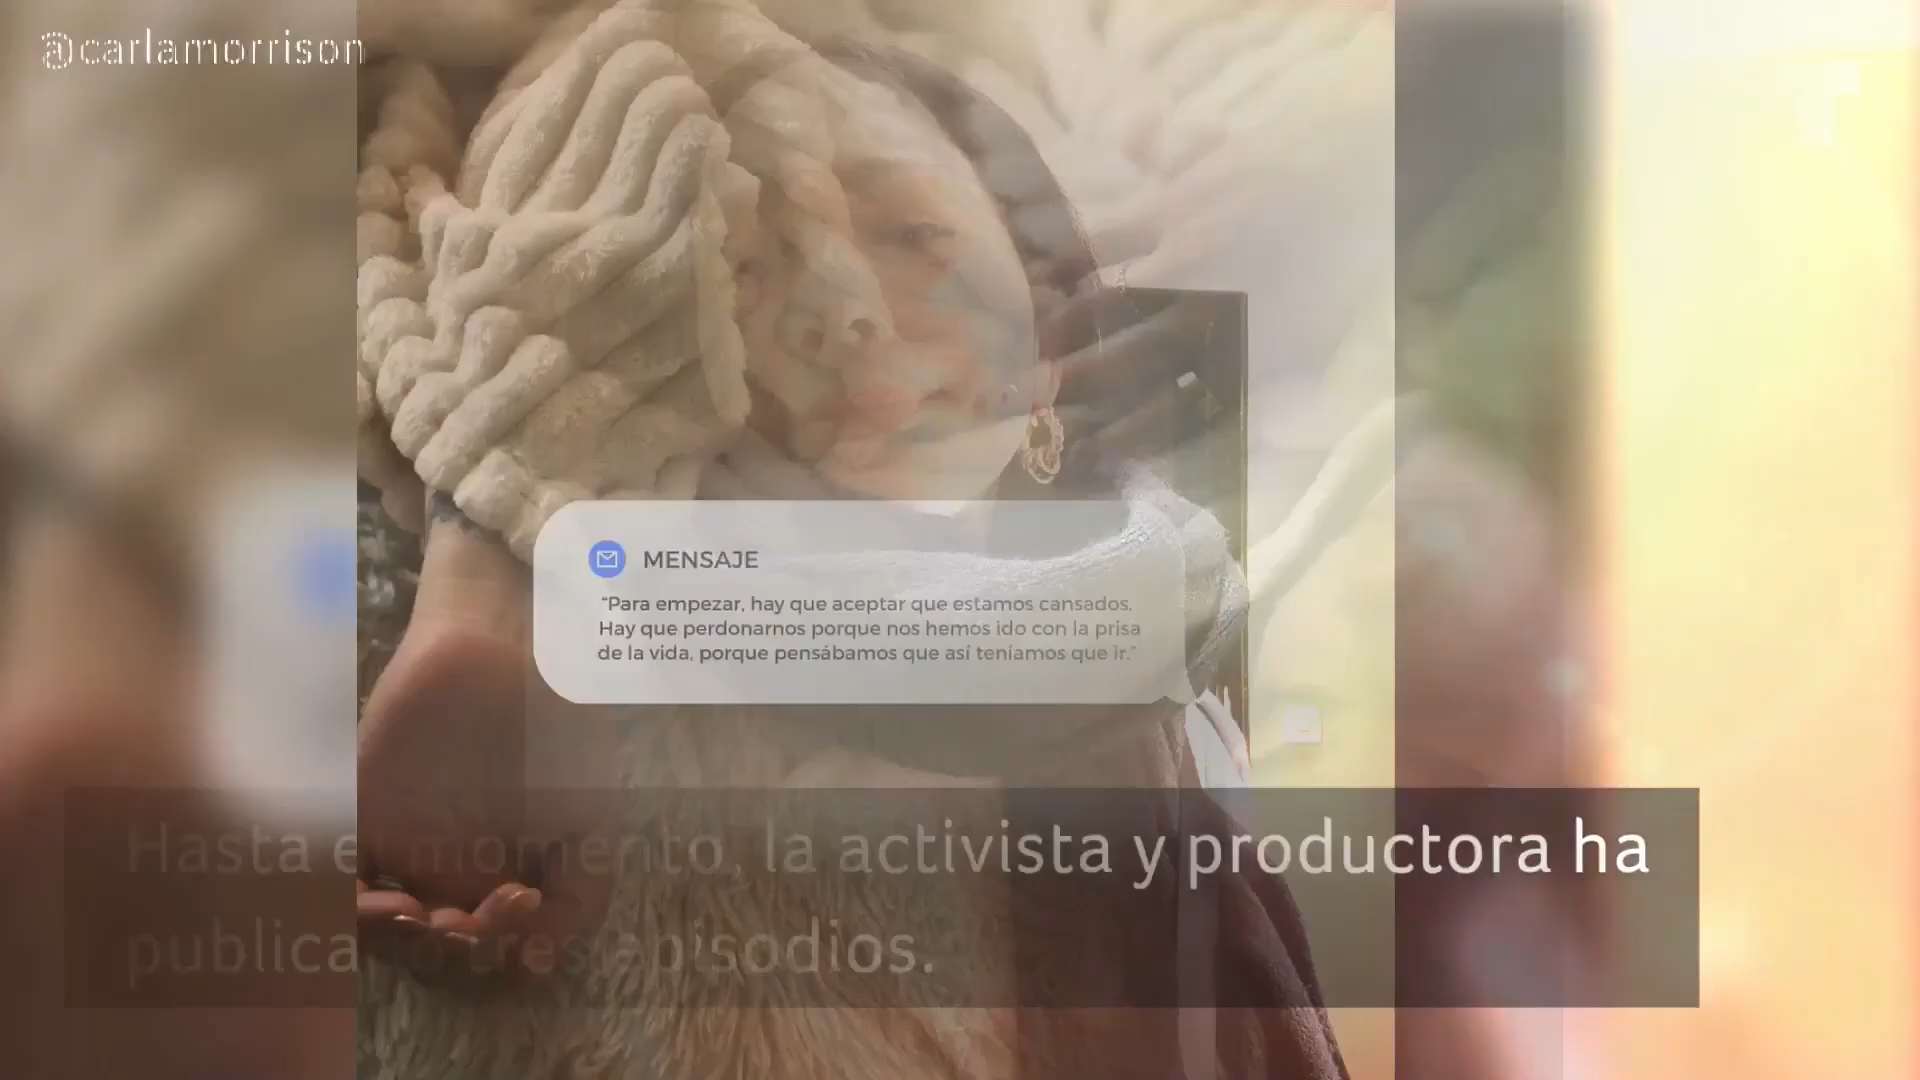 @carlamorrison
MENSAJE
“Para empezar, hay que aceptar que estamos cansados.
Hay que perdonarnos porque nos hemos ido con la prisa
de la vida, porque pensábamos que así teníamos que ir.”
Hasta el momento, la activista y productora ha
publicado tres episodios.